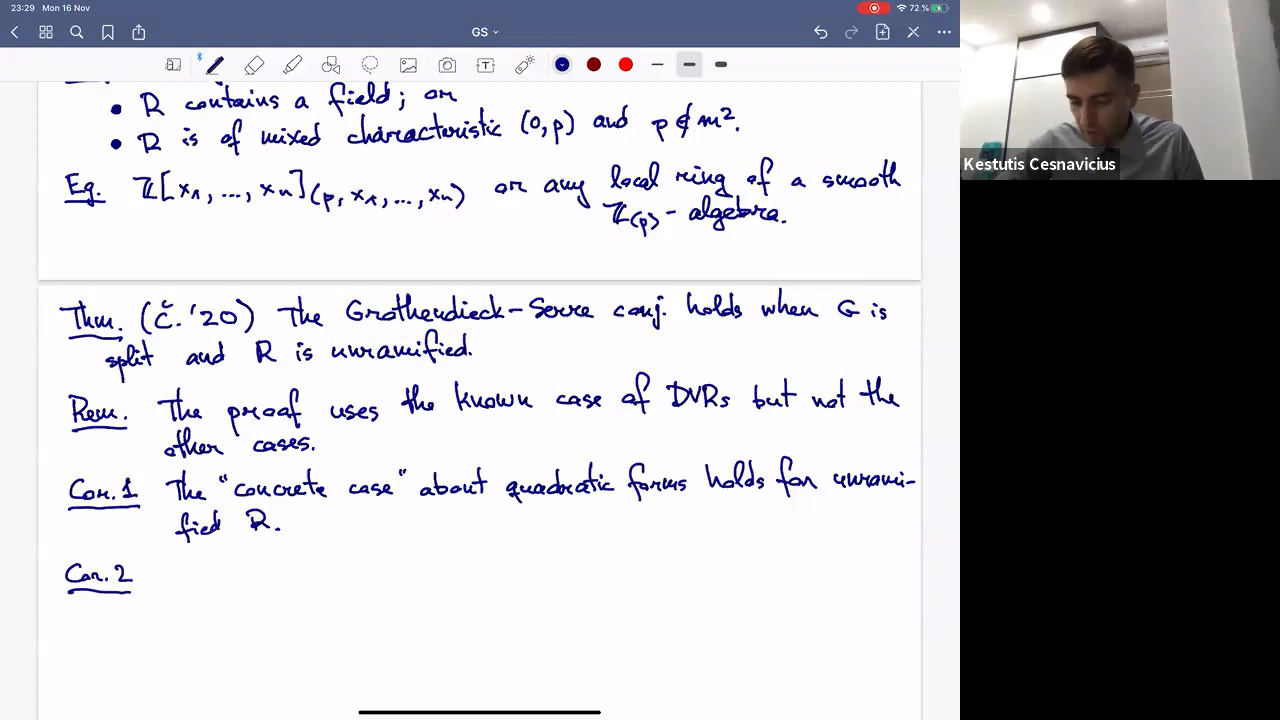 23:29 Mon 16 Nov
72 %
GS
• R contains a field; or
• R is of mixed characteristic (0,p) and p ∉ m².
Eg. ℤ[x₁, ..., xₙ]₍ₚ, ₓ₁, ..., ₓₙ₎ or any local ring of a smooth
ℤ₍ₚ₎ - algebra.
Thm. (Č. '20) The Grothendieck-Serre conj. holds when G is
split and R is unramified.
Rem. The proof uses the known case of DVRs but not the
other cases.
Cor. 1 The "concrete case" about quadratic forms holds for unrami-
fied R.
Cor. 2
Kestutis Cesnavicius